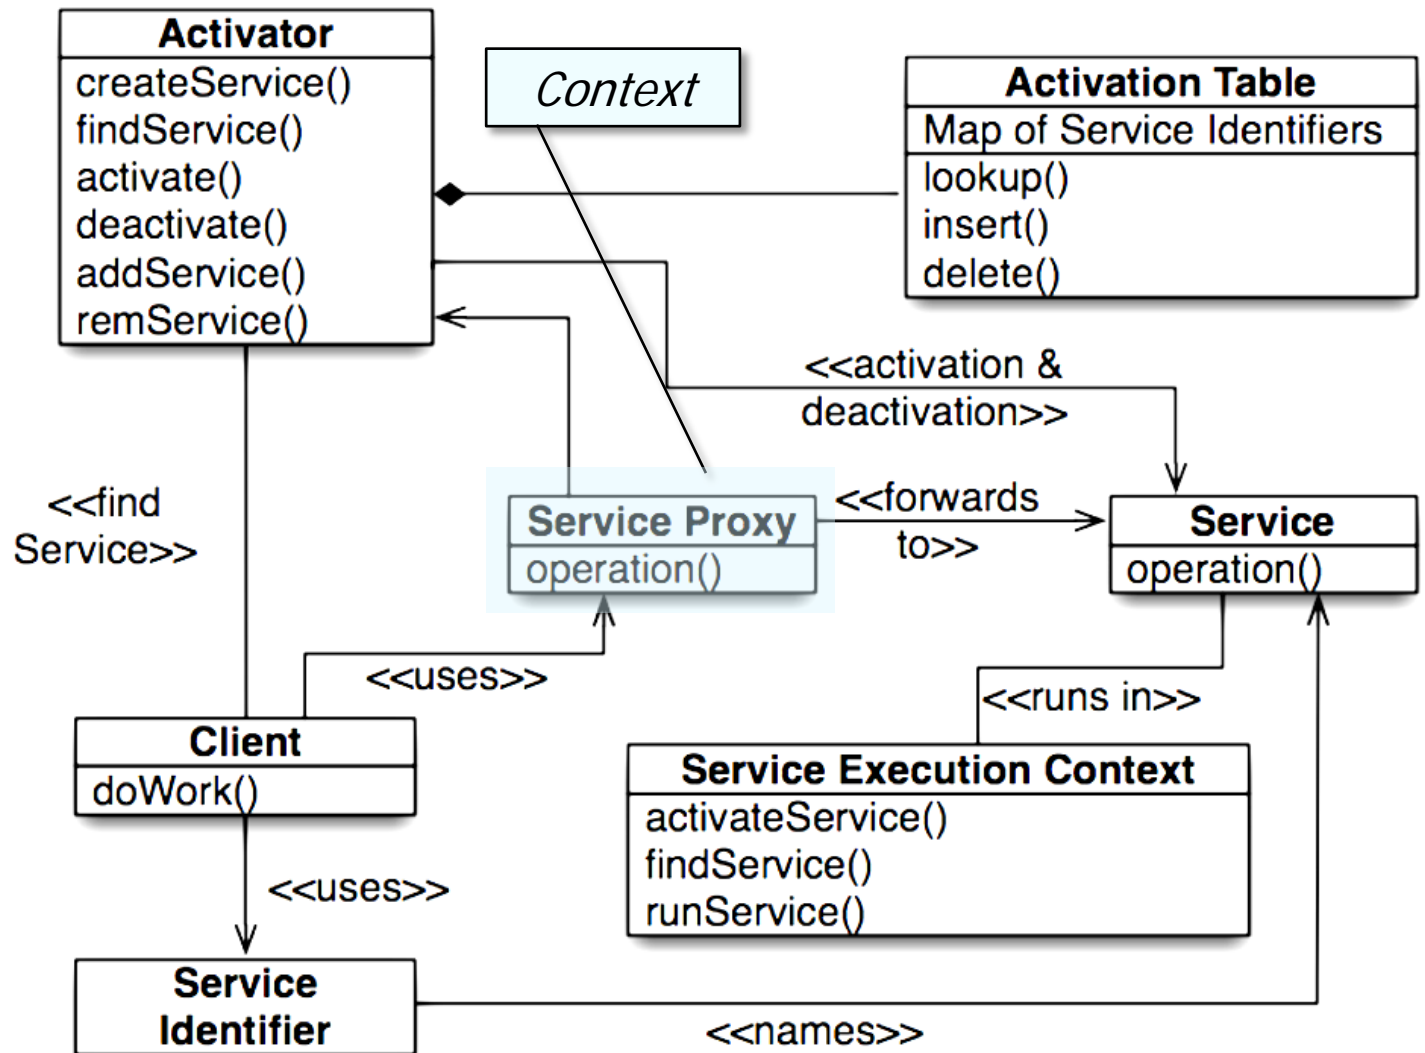 Activator
createService()
findService()
activate()
deactivate()
addService()
remService()
Context
Activation Table
Map of Service Identifiers
lookup()
insert()
delete()
<<activation &
deactivation>>
<<find
Service>>
Service Proxy
operation()
<<forwards
to>>
Service
operation()
<<uses>>
<<runs in>>
Client
doWork()
Service Execution Context
activateService()
findService()
runService()
<<uses>>
Service
Identifier
<<names>>